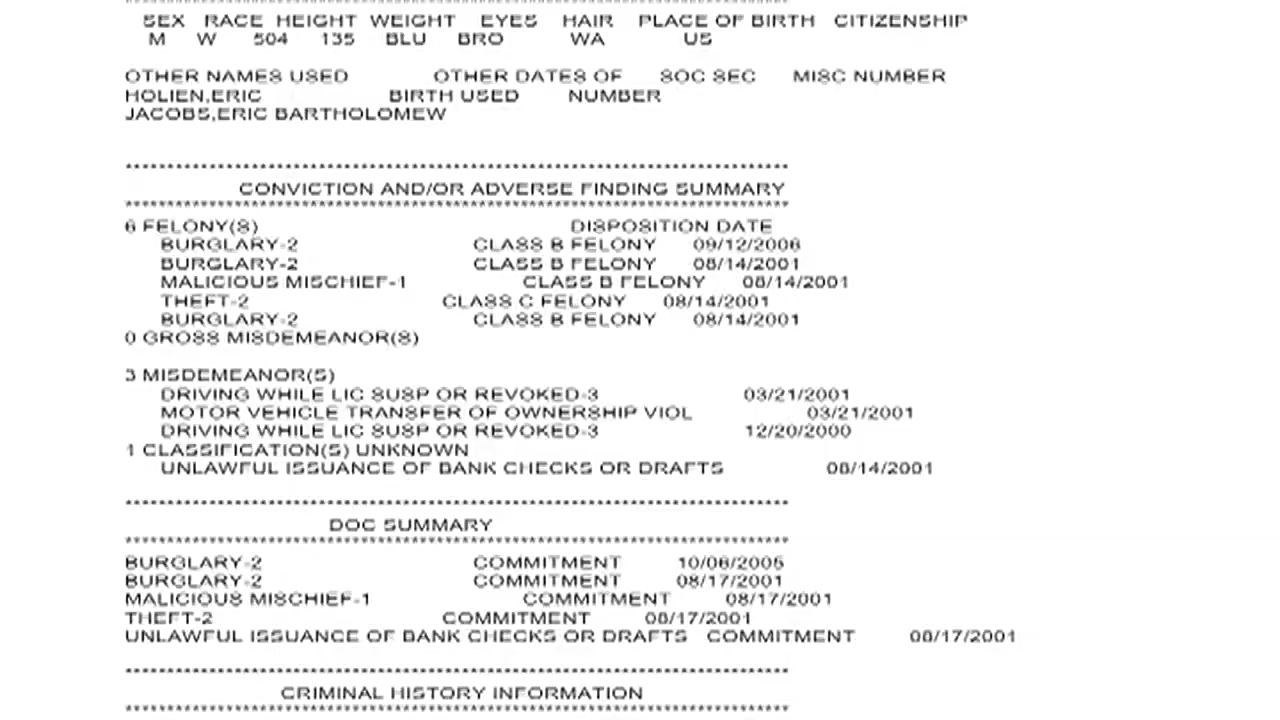 SEX RACE HEIGHT WEIGHT EYES HAIR PLACE OF BIRTH CITIZENSHIP
M W 504 135 BLU BRO WA US
OTHER NAMES USED OTHER DATES OF SOC SEC MISC NUMBER
HOLIEN,ERIC BIRTH USED NUMBER
JACOBS,ERIC BARTHOLOMEW
*******************************************************************************
CONVICTION AND/OR ADVERSE FINDING SUMMARY
*******************************************************************************
6 FELONY(S) DISPOSITION DATE
BURGLARY-2 CLASS B FELONY 09/12/2006
BURGLARY-2 CLASS B FELONY 08/14/2001
MALICIOUS MISCHIEF-1 CLASS B FELONY 08/14/2001
THEFT-2 CLASS C FELONY 08/14/2001
BURGLARY-2 CLASS B FELONY 08/14/2001
0 GROSS MISDEMEANOR(S)
3 MISDEMEANOR(S)
DRIVING WHILE LIC SUSP OR REVOKED-3 03/21/2001
MOTOR VEHICLE TRANSFER OF OWNERSHIP VIOL 03/21/2001
DRIVING WHILE LIC SUSP OR REVOKED-3 12/20/2000
1 CLASSIFICATION(S) UNKNOWN
UNLAWFUL ISSUANCE OF BANK CHECKS OR DRAFTS 08/14/2001
*******************************************************************************
DOC SUMMARY
*******************************************************************************
BURGLARY-2 COMMITMENT 10/06/2005
BURGLARY-2 COMMITMENT 08/17/2001
MALICIOUS MISCHIEF-1 COMMITMENT 08/17/2001
THEFT-2 COMMITMENT 08/17/2001
UNLAWFUL ISSUANCE OF BANK CHECKS OR DRAFTS COMMITMENT 08/17/2001
*******************************************************************************
CRIMINAL HISTORY INFORMATION
*******************************************************************************